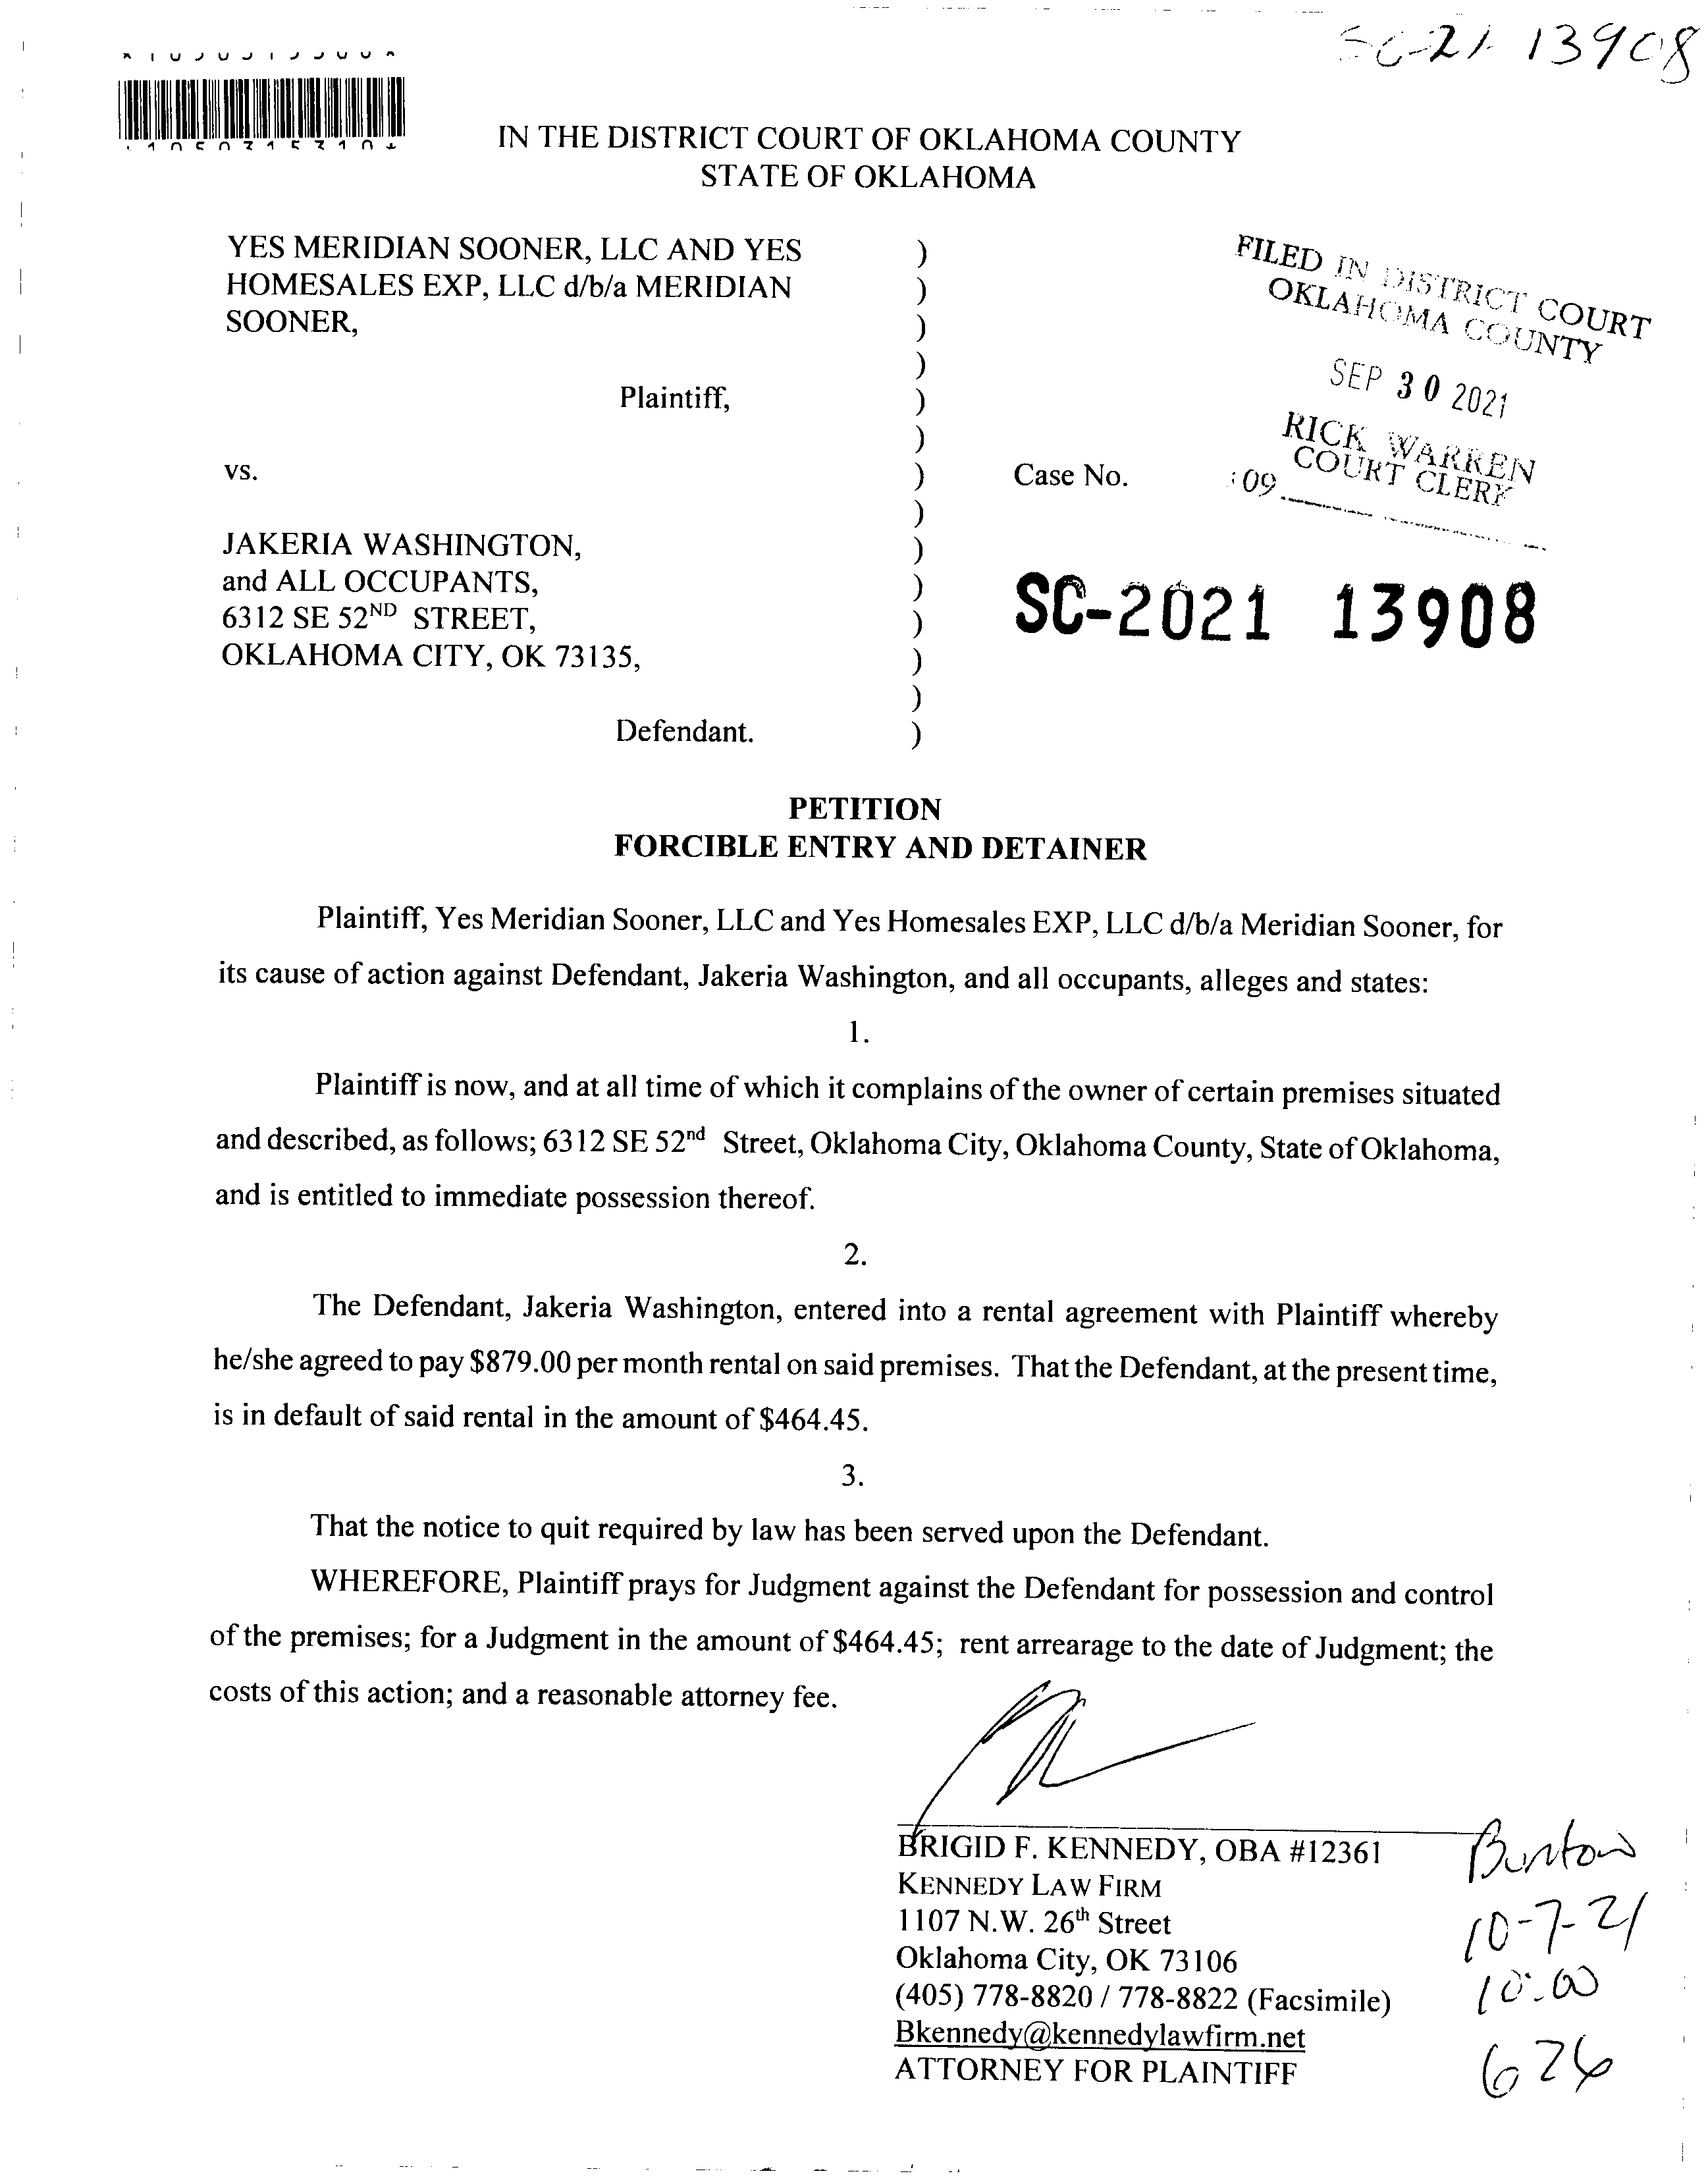 SC-21-13908
IN THE DISTRICT COURT OF OKLAHOMA COUNTY
STATE OF OKLAHOMA
YES MERIDIAN SOONER, LLC AND YES )
HOMESALES EXP, LLC d/b/a MERIDIAN )
SOONER, )
)
Plaintiff, )
)
vs. )
)
JAKERIA WASHINGTON, )
and ALL OCCUPANTS, )
6312 SE 52ND STREET, )
OKLAHOMA CITY, OK 73135, )
)
Defendant. )
FILED IN DISTRICT COURT
OKLAHOMA COUNTY
SEP 30 2021
RICK WARREN
COURT CLERK
Case No.
109
SC-2021 13908
PETITION
FORCIBLE ENTRY AND DETAINER
Plaintiff, Yes Meridian Sooner, LLC and Yes Homesales EXP, LLC d/b/a Meridian Sooner, for
its cause of action against Defendant, Jakeria Washington, and all occupants, alleges and states:
1.
Plaintiff is now, and at all time of which it complains of the owner of certain premises situated
and described, as follows; 6312 SE 52nd Street, Oklahoma City, Oklahoma County, State of Oklahoma,
and is entitled to immediate possession thereof.
2.
The Defendant, Jakeria Washington, entered into a rental agreement with Plaintiff whereby
he/she agreed to pay $879.00 per month rental on said premises. That the Defendant, at the present time,
is in default of said rental in the amount of $464.45.
3.
That the notice to quit required by law has been served upon the Defendant.
WHEREFORE, Plaintiff prays for Judgment against the Defendant for possession and control
of the premises; for a Judgment in the amount of $464.45; rent arrearage to the date of Judgment; the
costs of this action; and a reasonable attorney fee.
BRIGID F. KENNEDY, OBA #12361
KENNEDY LAW FIRM
1107 N.W. 26th Street
Oklahoma City, OK 73106
(405) 778-8820 / 778-8822 (Facsimile)
Bkennedy@kennedylawfirm.net
ATTORNEY FOR PLAINTIFF
Burton
10-7-21
10:00
626